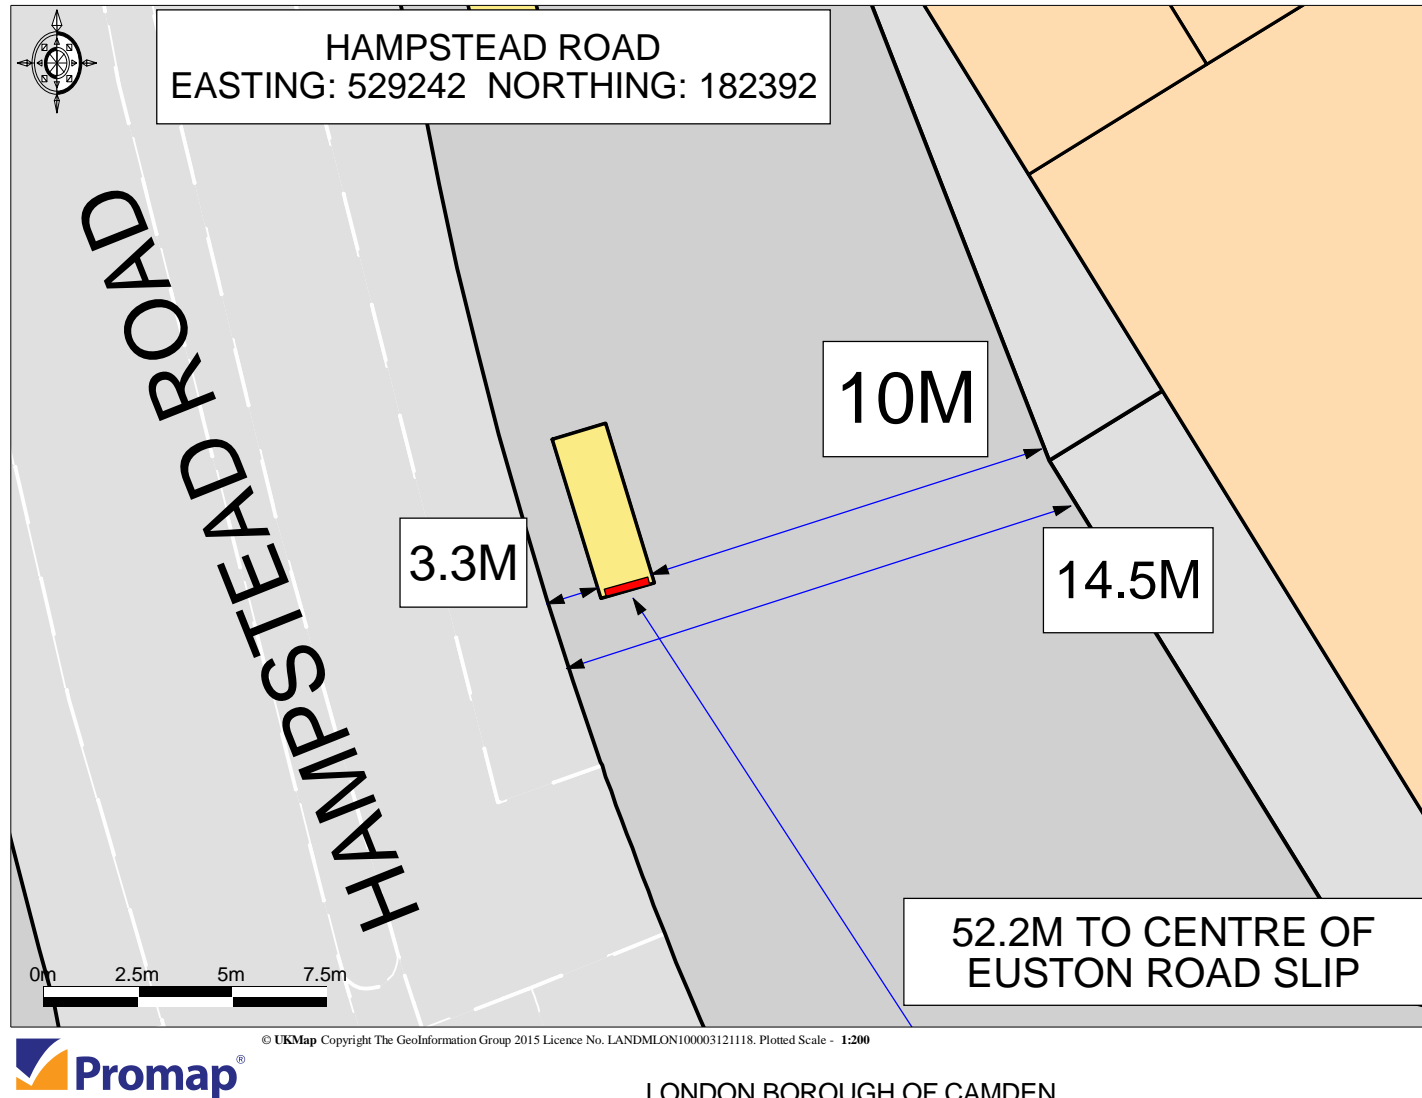 HAMPSTEAD ROAD
EASTING: 529242 NORTHING: 182392
HAMPSTEAD ROAD
10M
3.3M
14.5M
52.2M TO CENTRE OF
EUSTON ROAD SLIP
0m 2.5m 5m 7.5m
© UKMap Copyright The GeoInformation Group 2015 Licence No. LANDMLON100003121118. Plotted Scale - 1:200
Promap®
LONDON BOROUGH OF CAMDEN